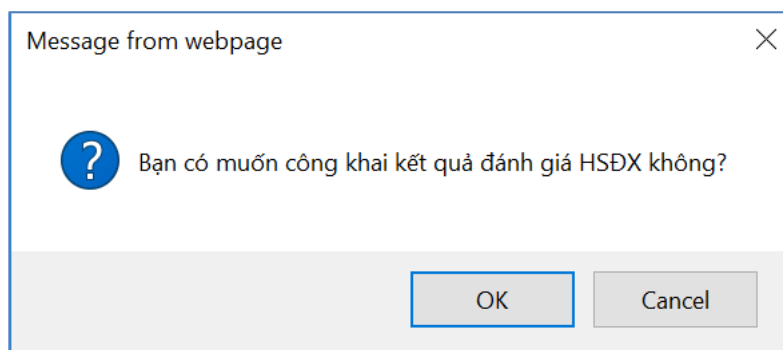 Message from webpage
Bạn có muốn công khai kết quả đánh giá HSĐX không?
OK
Cancel